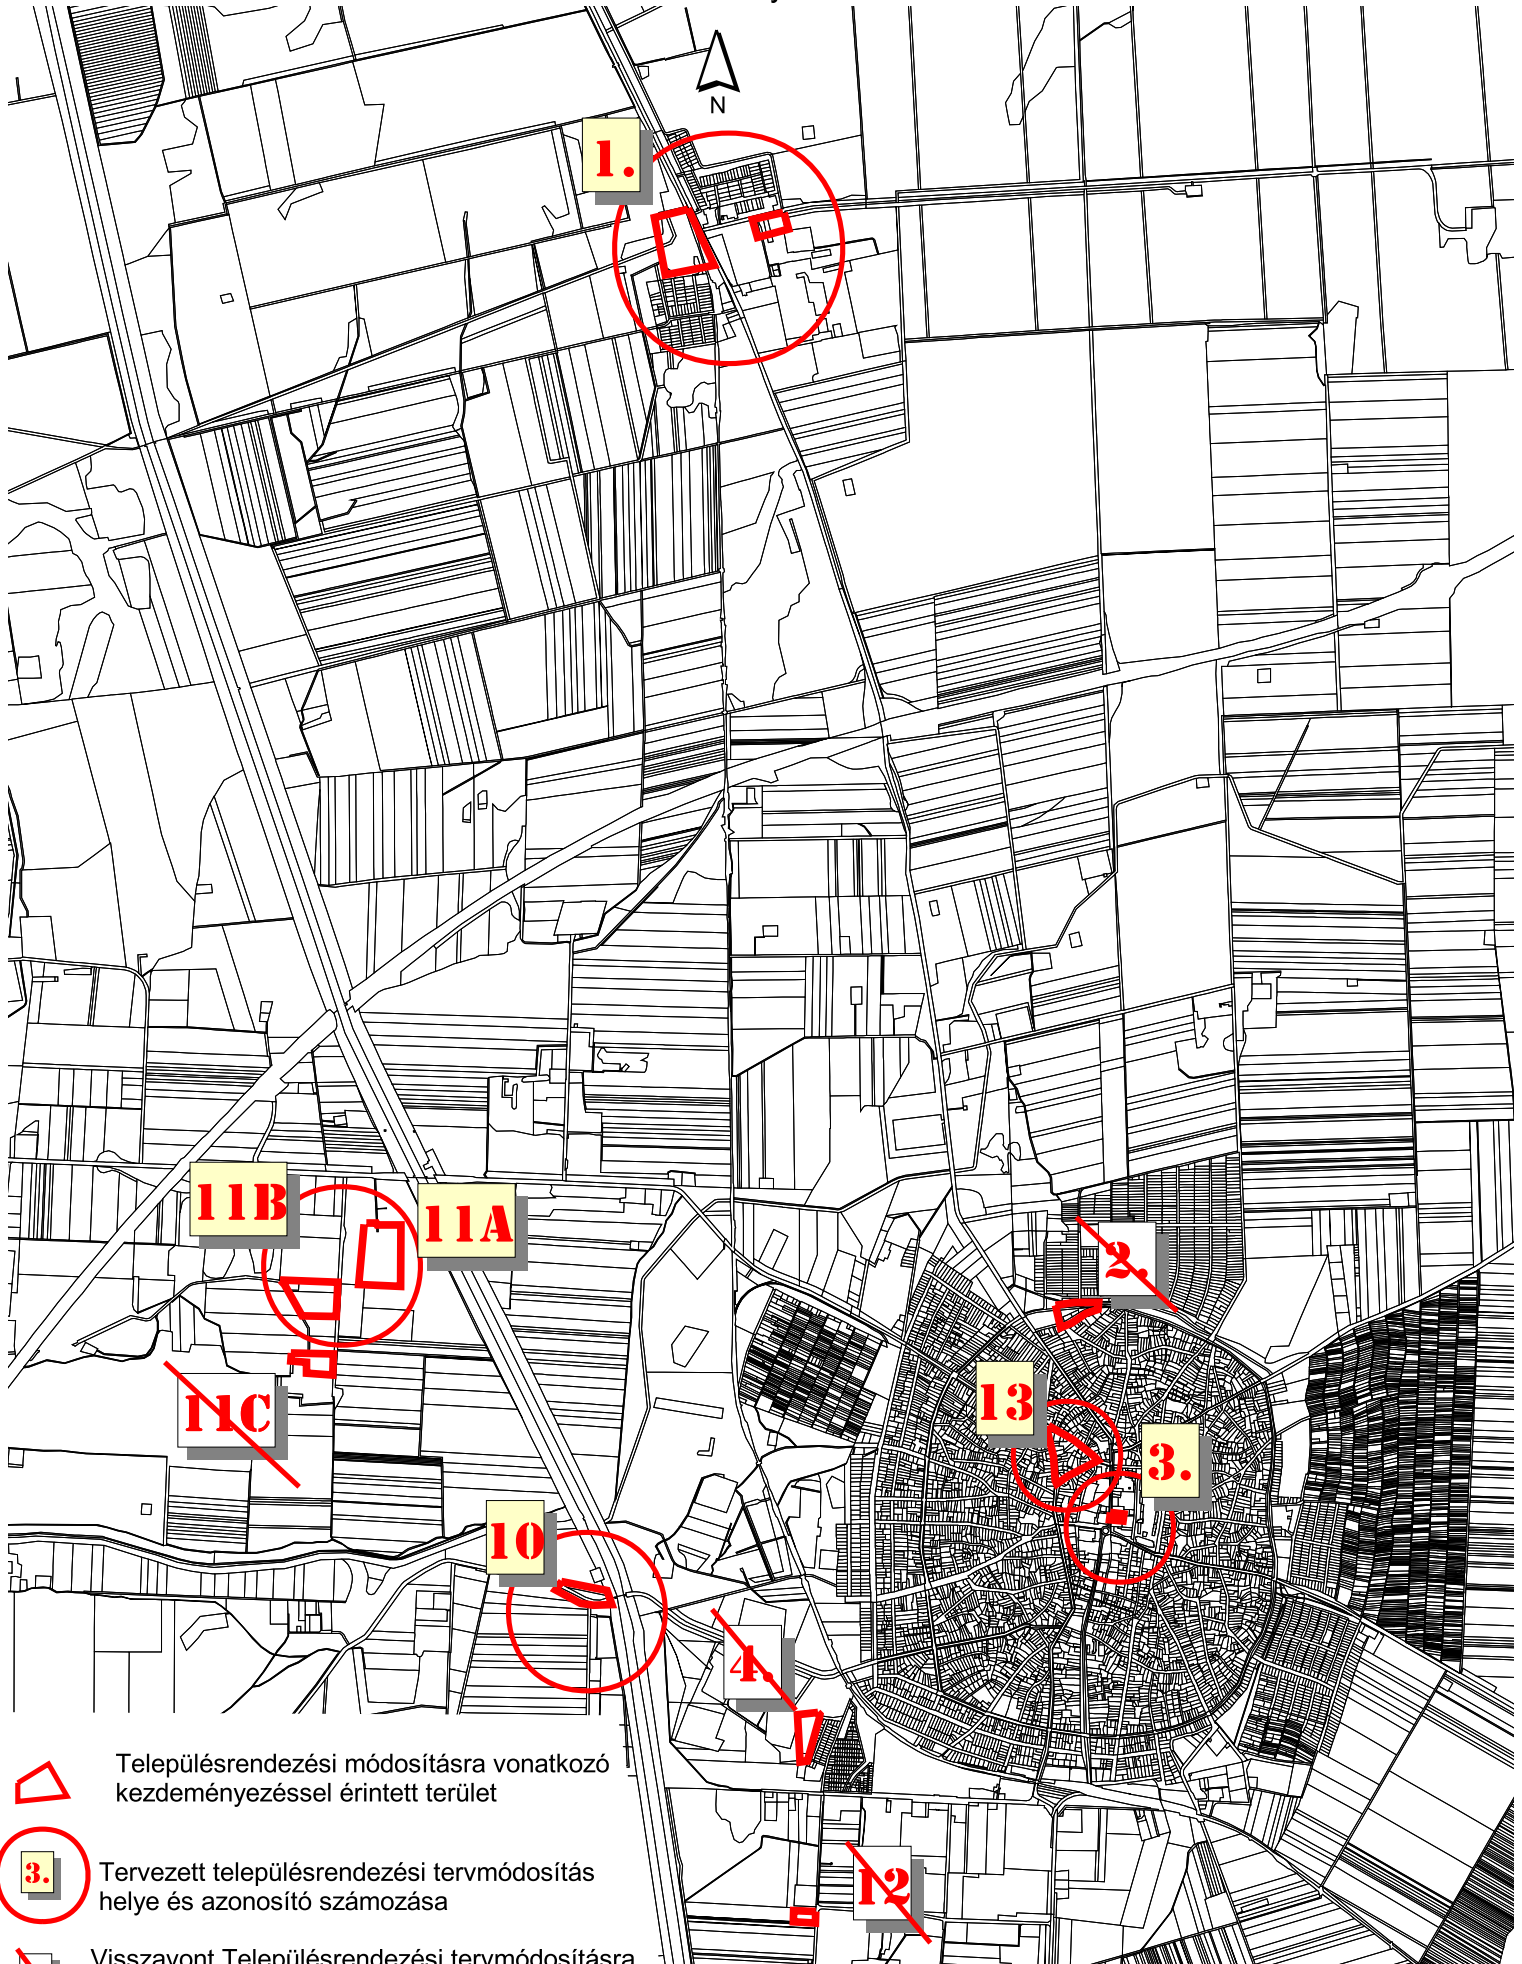 N
1.
11B
11A
2.
11C
13
3.
10
4.
12
Településrendezési módosításra vonatkozó
kezdeményezéssel érintett terület
3.
Tervezett településrendezési tervmódosítás
helye és azonosító számozása
Visszavont Településrendezési tervmódosításra